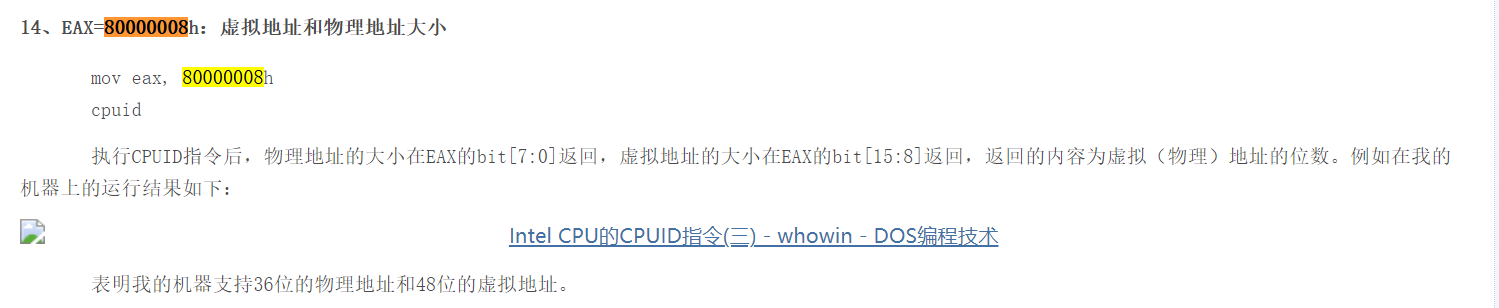 14、EAX=80000008h：虚拟地址和物理地址大小
mov eax, 80000008h
cpuid
执行CPUID指令后，物理地址的大小在EAX的bit[7:0]返回，虚拟地址的大小在EAX的bit[15:8]返回，返回的内容为虚拟（物理）地址的位数。例如在我的
机器上的运行结果如下：
Intel CPU的CPUID指令(三) - whowin - DOS编程技术
表明我的机器支持36位的物理地址和48位的虚拟地址。